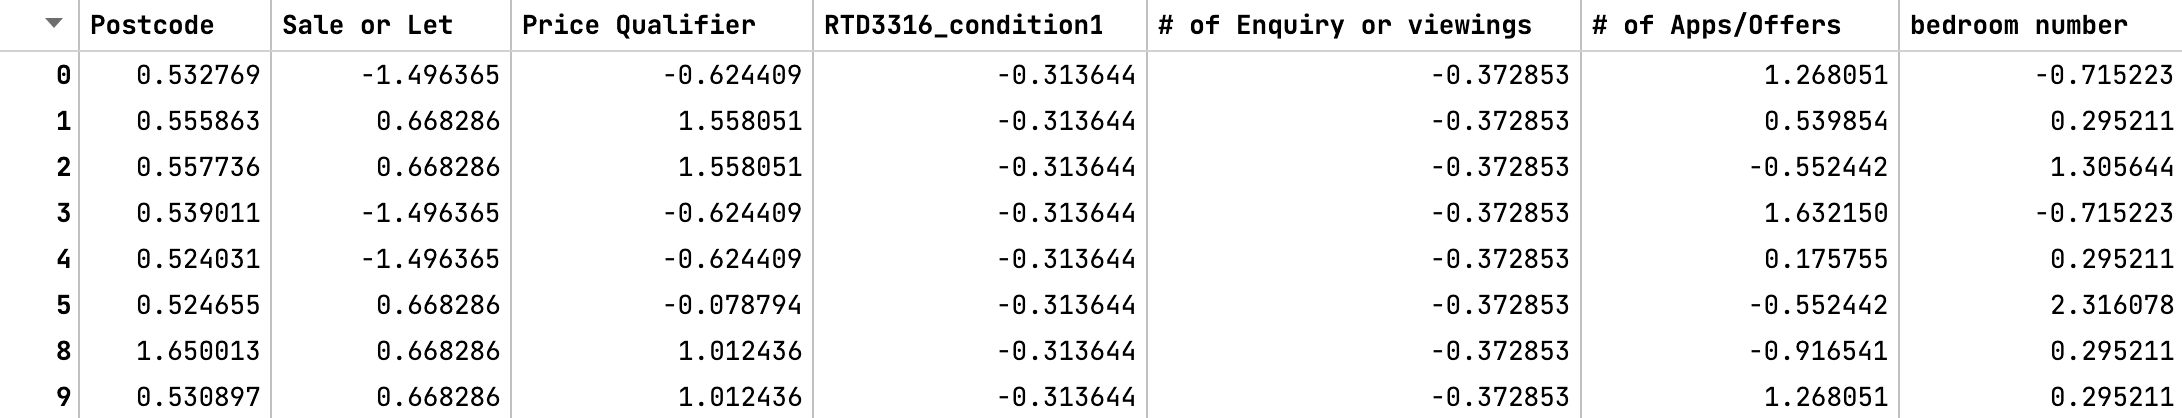 Postcode Sale or Let Price Qualifier RTD3316_condition1 # of Enquiry or viewings # of Apps/Offers bedroom number
0 0.532769 -1.496365 -0.624409 -0.313644 -0.372853 1.268051 -0.715223
1 0.555863 0.668286 1.558051 -0.313644 -0.372853 0.539854 0.295211
2 0.557736 0.668286 1.558051 -0.313644 -0.372853 -0.552442 1.305644
3 0.539011 -1.496365 -0.624409 -0.313644 -0.372853 1.632150 -0.715223
4 0.524031 -1.496365 -0.624409 -0.313644 -0.372853 0.175755 0.295211
5 0.524655 0.668286 -0.078794 -0.313644 -0.372853 -0.552442 2.316078
8 1.650013 0.668286 1.012436 -0.313644 -0.372853 -0.916541 0.295211
9 0.530897 0.668286 1.012436 -0.313644 -0.372853 1.268051 0.295211